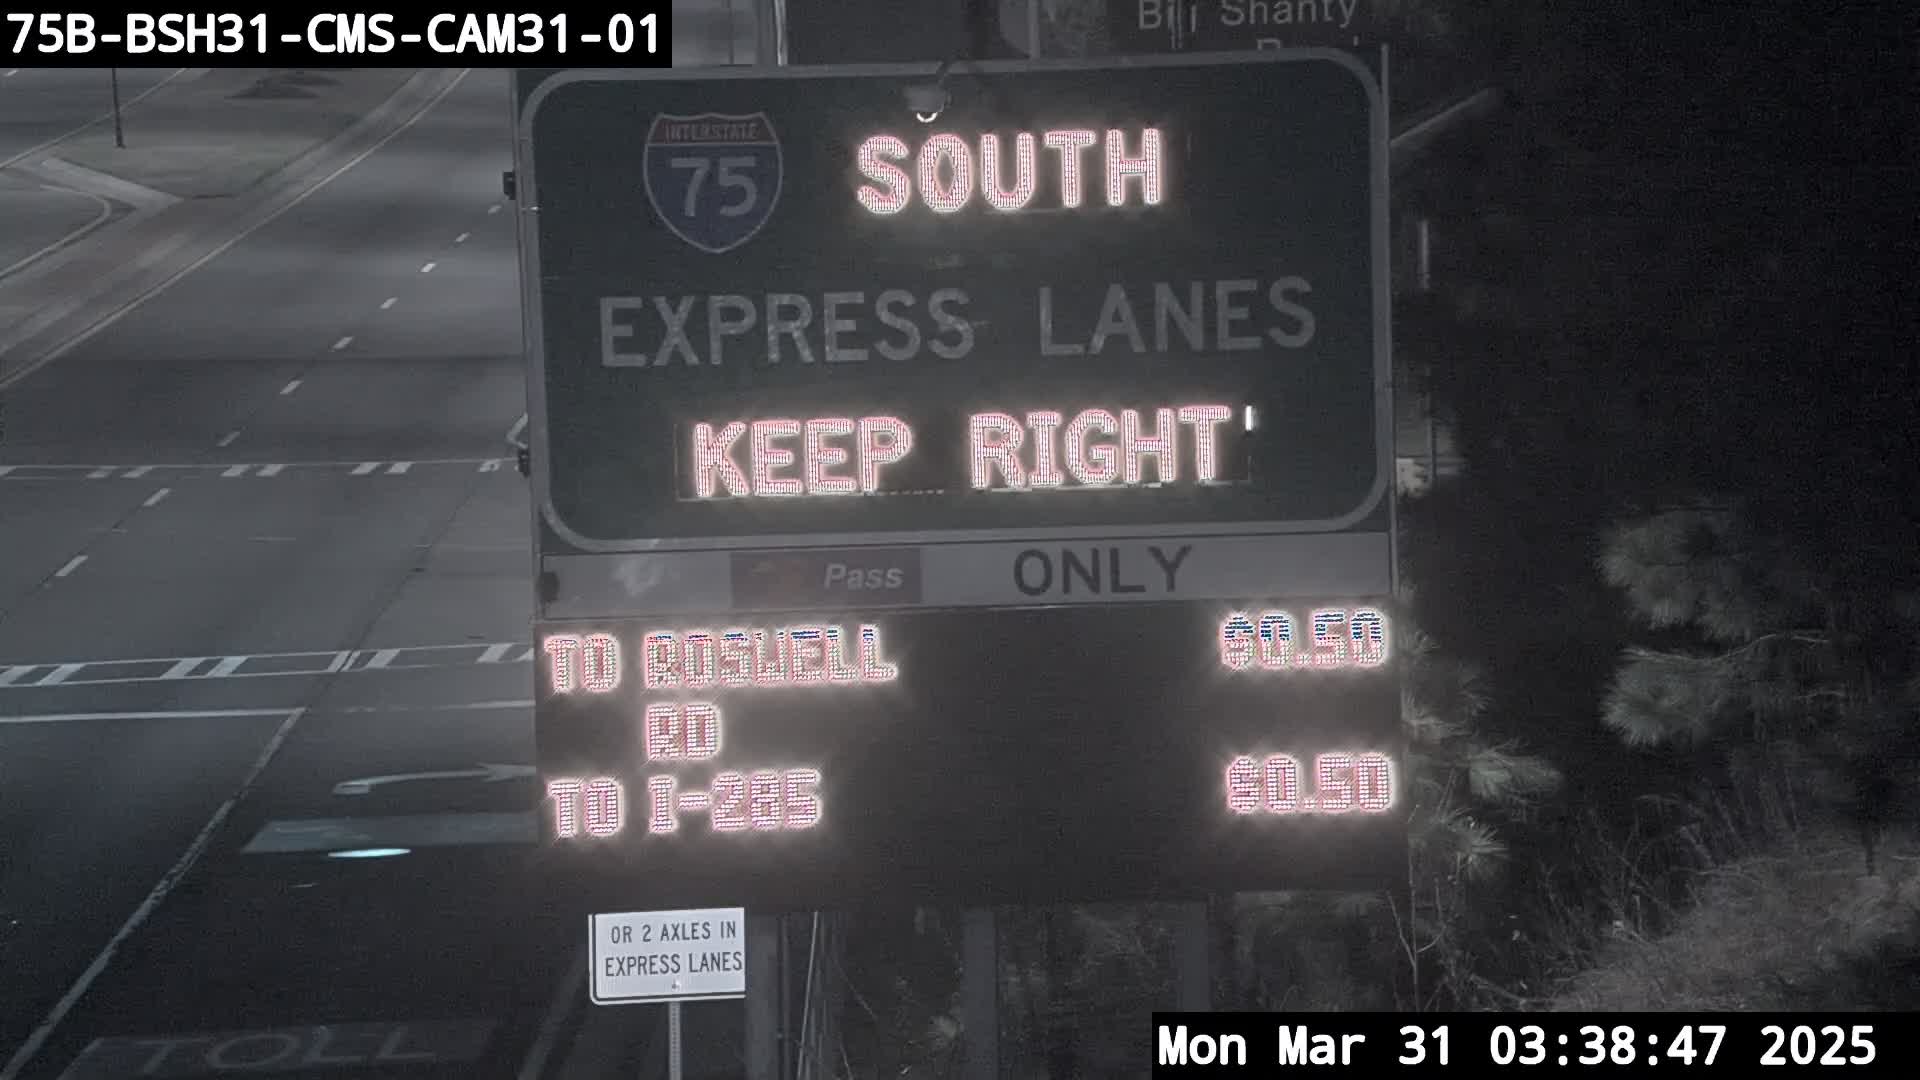 75B-BSH31-CMS-CAM31-01
Shanty
INTERSTATE
75
SOUTH
EXPRESS LANES
KEEP RIGHT
Pass ONLY
TO ROSWELL $0.50
RD
TO I-285 $0.50
OR 2 AXLES IN
EXPRESS LANES
TOLL
Mon Mar 31 03:38:47 2025